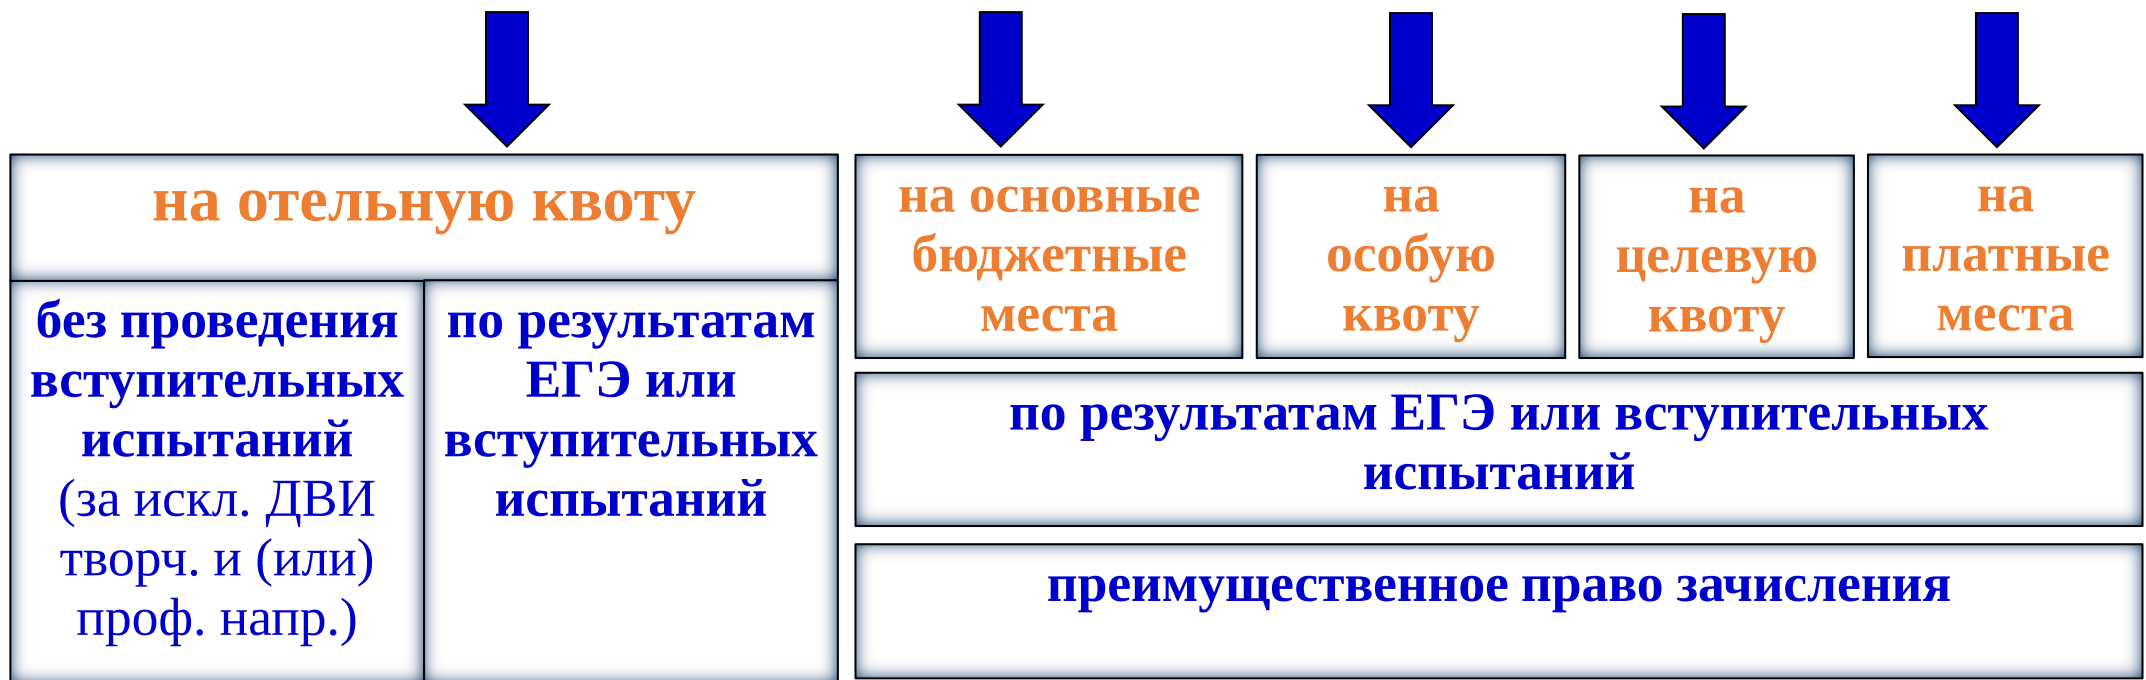 на отельную квоту
без проведения
вступительных
испытаний
(за искл. ДВИ
творч. и (или)
проф. напр.)
по результатам
ЕГЭ или
вступительных
испытаний
на основные
бюджетные
места
на
особую
квоту
на
целевую
квоту
на
платные
места
по результатам ЕГЭ или вступительных
испытаний
преимущественное право зачисления